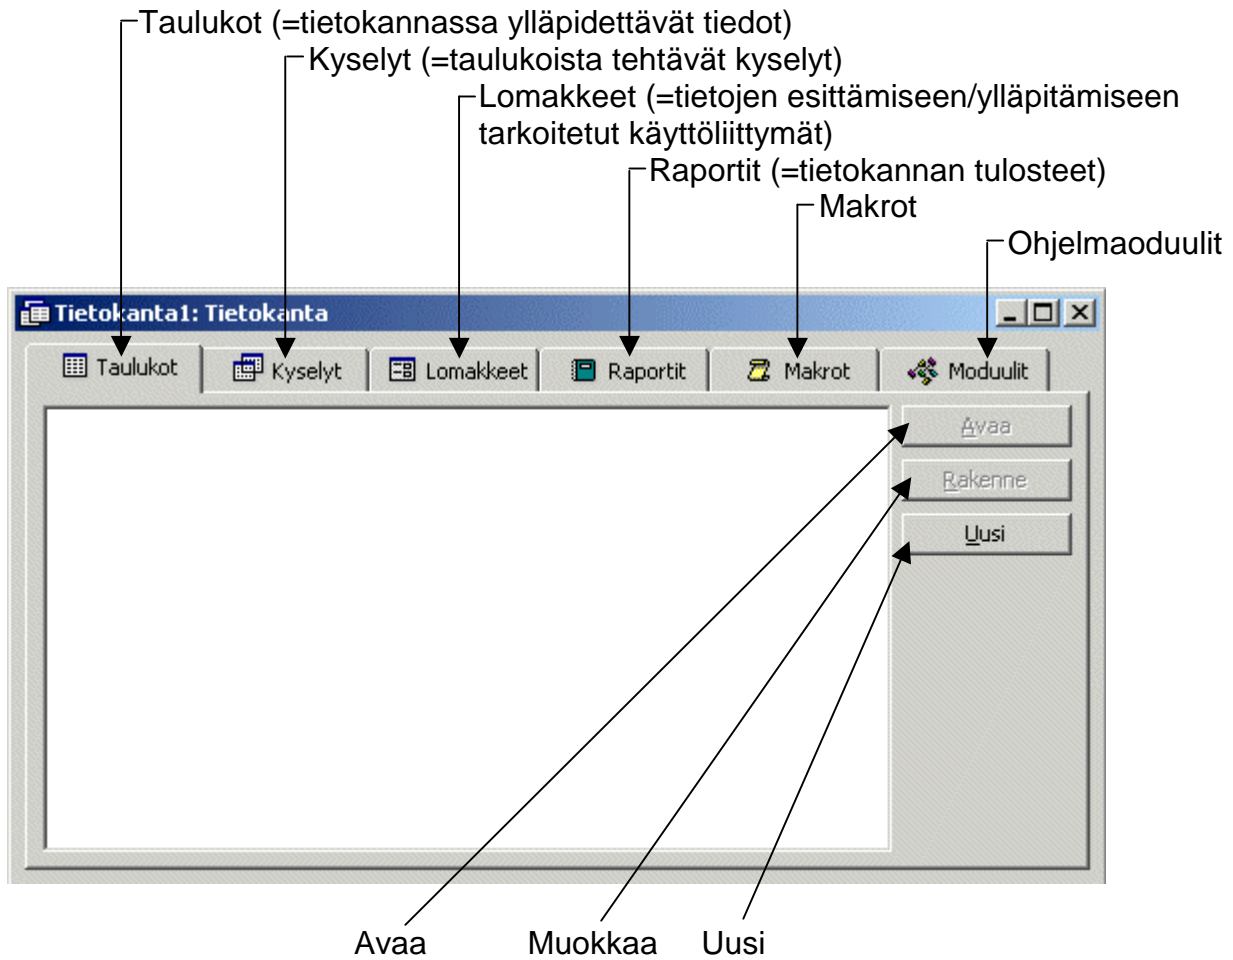 Taulukot (=tietokannassa ylläpidettävät tiedot)
Kyselyt (=taulukoista tehtävät kyselyt)
Lomakkeet (=tietojen esittämiseen/ylläpitämiseen
tarkoitetut käyttöliittymät)
Raportit (=tietokannan tulosteet)
Makrot
Ohjelmaoduulit
Tietokanta1: Tietokanta
Taulukot Kyselyt Lomakkeet Raportit Makrot Moduulit
Avaa
Rakenne
Uusi
Avaa Muokkaa Uusi